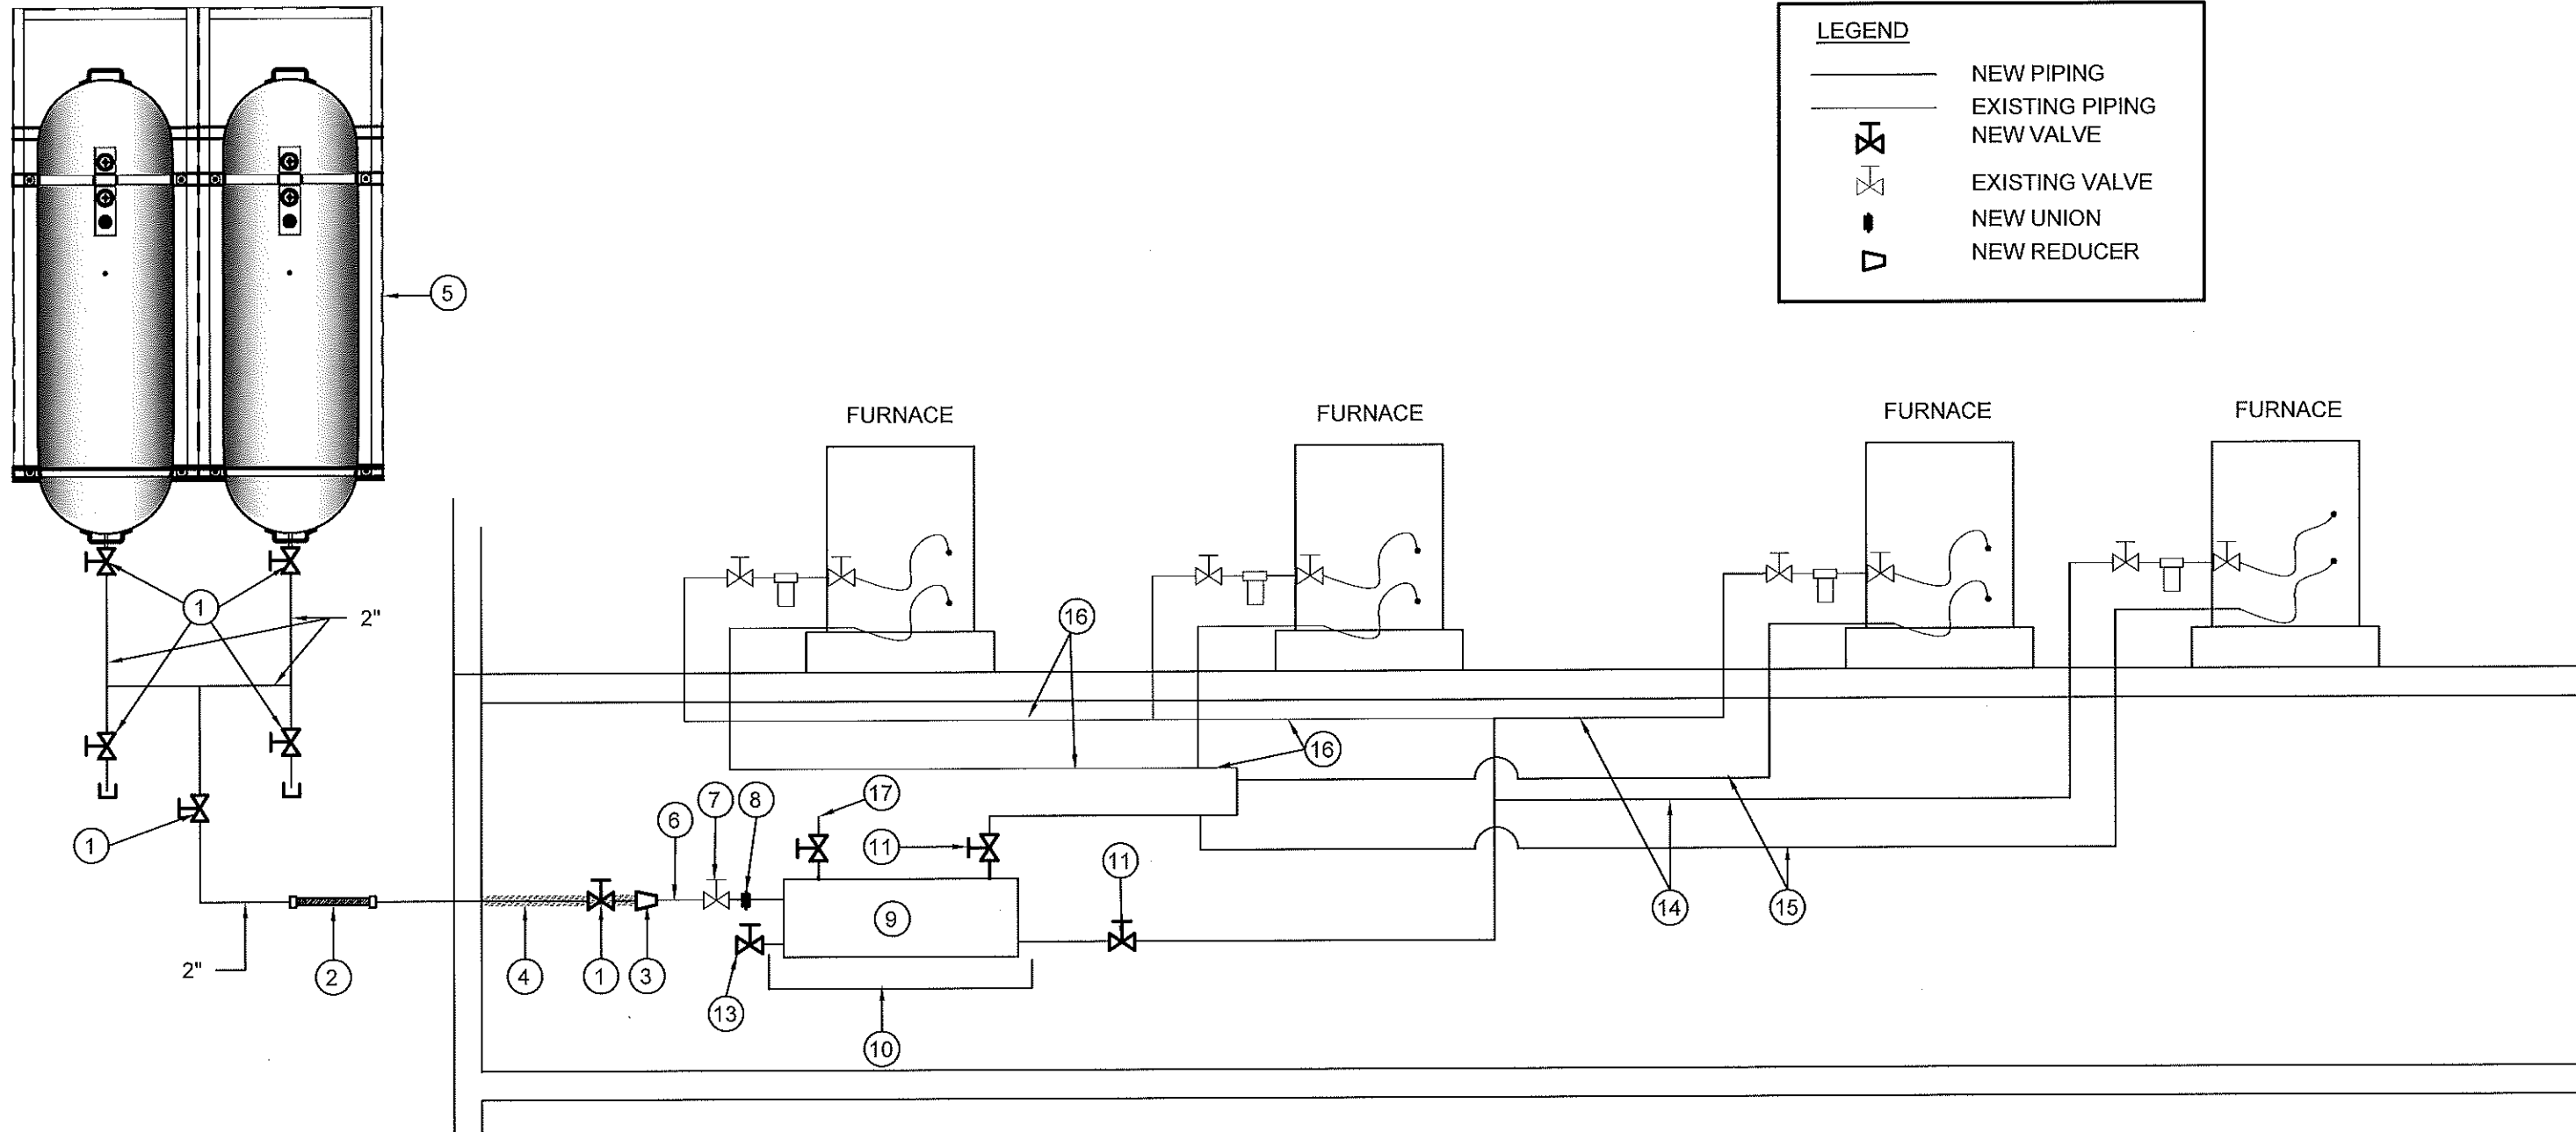 LEGEND
NEW PIPING
EXISTING PIPING
NEW VALVE
EXISTING VALVE
NEW UNION
NEW REDUCER
5
FURNACE
FURNACE
FURNACE
FURNACE
1
2"
16
16
17
7
8
6
11
11
1
9
14
15
2"
2
4
1
3
13
10